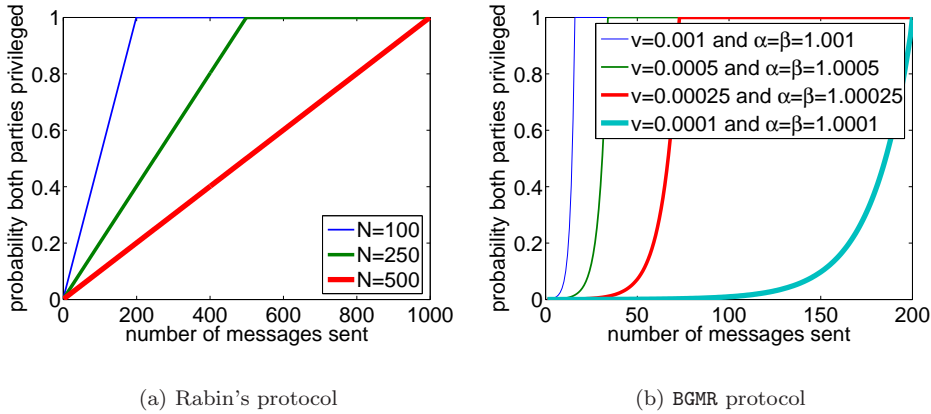 probability both parties privileged
1
0.8
0.6
0.4
0.2
0
0 200 400 600 800 1000
number of messages sent
N=100
N=250
N=500
(a) Rabin's protocol
probability both parties privileged
1
0.8
0.6
0.4
0.2
0
0 50 100 150 200
number of messages sent
v=0.001 and α=β=1.001
v=0.0005 and α=β=1.0005
v=0.00025 and α=β=1.00025
v=0.0001 and α=β=1.0001
(b) BGMR protocol